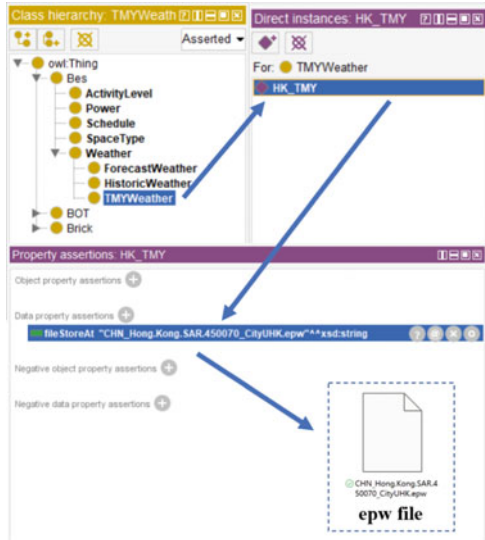 Class hierarchy: TMYWeath
Asserted
owl:Thing
Bes
ActivityLevel
Power
Schedule
SpaceType
Weather
ForecastWeather
HistoricWeather
TMYWeather
BOT
Brick
Direct instances: HK_TMY
For: TMYWeather
HK_TMY
Property assertions: HK_TMY
Object property assertions
Data property assertions
fileStoreAt "CHN_Hong.Kong.SAR.450070_CityUHK.epw"^^xsd:string
Negative object property assertions
Negative data property assertions
CHN_Hong.Kong.SAR.4
50070_CityUHK.epw
epw file